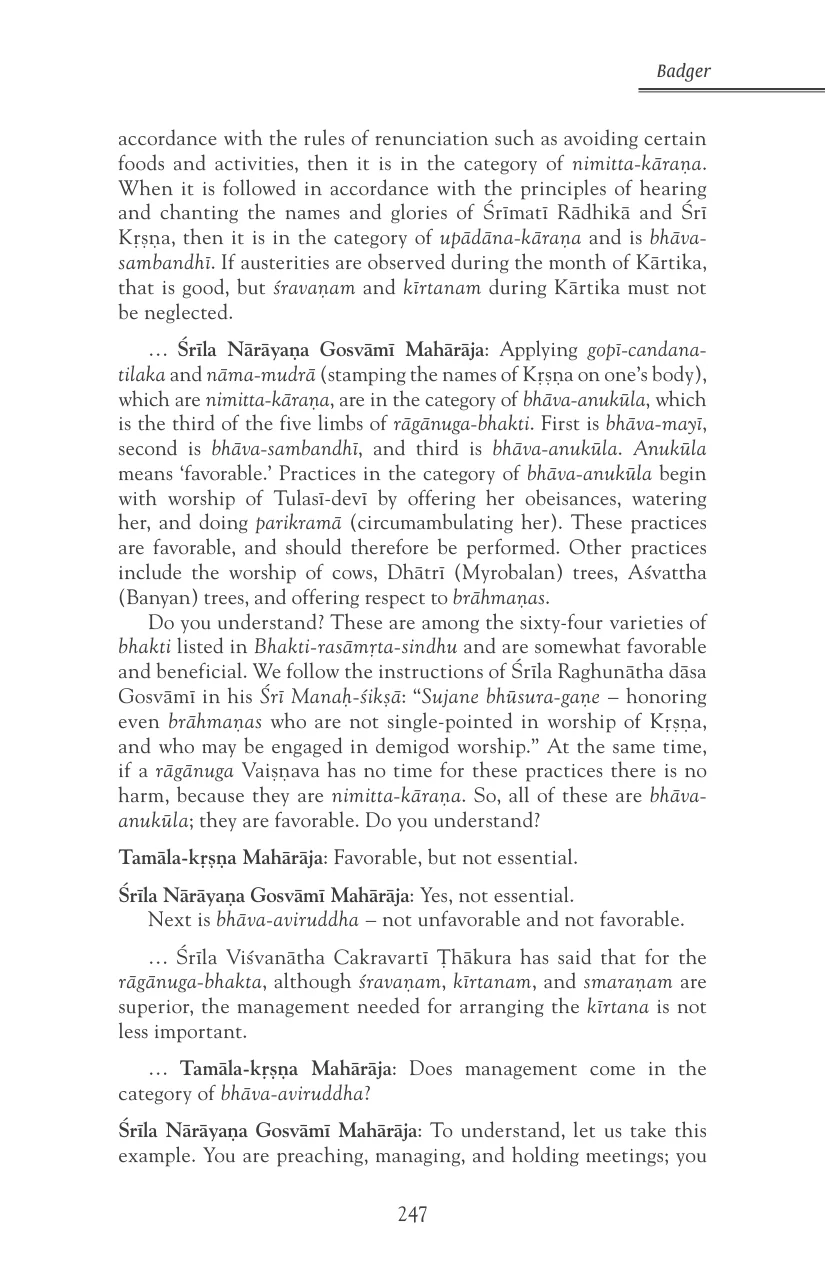 Badger
accordance with the rules of renunciation such as avoiding certain
foods and activities, then it is in the category of nimitta-kāraṇa.
When it is followed in accordance with the principles of hearing
and chanting the names and glories of Śrīmatī Rādhikā and Śrī
Kṛṣṇa, then it is in the category of upādāna-kāraṇa and is bhāva-
sambandhī. If austerities are observed during the month of Kārtika,
that is good, but śravaṇam and kīrtanam during Kārtika must not
be neglected.
… Śrīla Nārāyaṇa Gosvāmī Mahārāja: Applying gopī-candana-
tilaka and nāma-mudrā (stamping the names of Kṛṣṇa on one’s body),
which are nimitta-kāraṇa, are in the category of bhāva-anukūla, which
is the third of the five limbs of rāgānuga-bhakti. First is bhāva-mayī,
second is bhāva-sambandhī, and third is bhāva-anukūla. Anukūla
means ‘favorable.’ Practices in the category of bhāva-anukūla begin
with worship of Tulasī-devī by offering her obeisances, watering
her, and doing parikramā (circumambulating her). These practices
are favorable, and should therefore be performed. Other practices
include the worship of cows, Dhātrī (Myrobalan) trees, Aśvattha
(Banyan) trees, and offering respect to brāhmaṇas.
Do you understand? These are among the sixty-four varieties of
bhakti listed in Bhakti-rasāmṛta-sindhu and are somewhat favorable
and beneficial. We follow the instructions of Śrīla Raghunātha dāsa
Gosvāmī in his Śrī Manaḥ-śikṣā: “Sujane bhūsura-gaṇe – honoring
even brāhmaṇas who are not single-pointed in worship of Kṛṣṇa,
and who may be engaged in demigod worship.” At the same time,
if a rāgānuga Vaiṣṇava has no time for these practices there is no
harm, because they are nimitta-kāraṇa. So, all of these are bhāva-
anukūla; they are favorable. Do you understand?
Tamāla-kṛṣṇa Mahārāja: Favorable, but not essential.
Śrīla Nārāyaṇa Gosvāmī Mahārāja: Yes, not essential.
Next is bhāva-aviruddha – not unfavorable and not favorable.
… Śrīla Viśvanātha Cakravartī Ṭhākura has said that for the
rāgānuga-bhakta, although śravaṇam, kīrtanam, and smaraṇam are
superior, the management needed for arranging the kīrtana is not
less important.
… Tamāla-kṛṣṇa Mahārāja: Does management come in the
category of bhāva-aviruddha?
Śrīla Nārāyaṇa Gosvāmī Mahārāja: To understand, let us take this
example. You are preaching, managing, and holding meetings; you
247